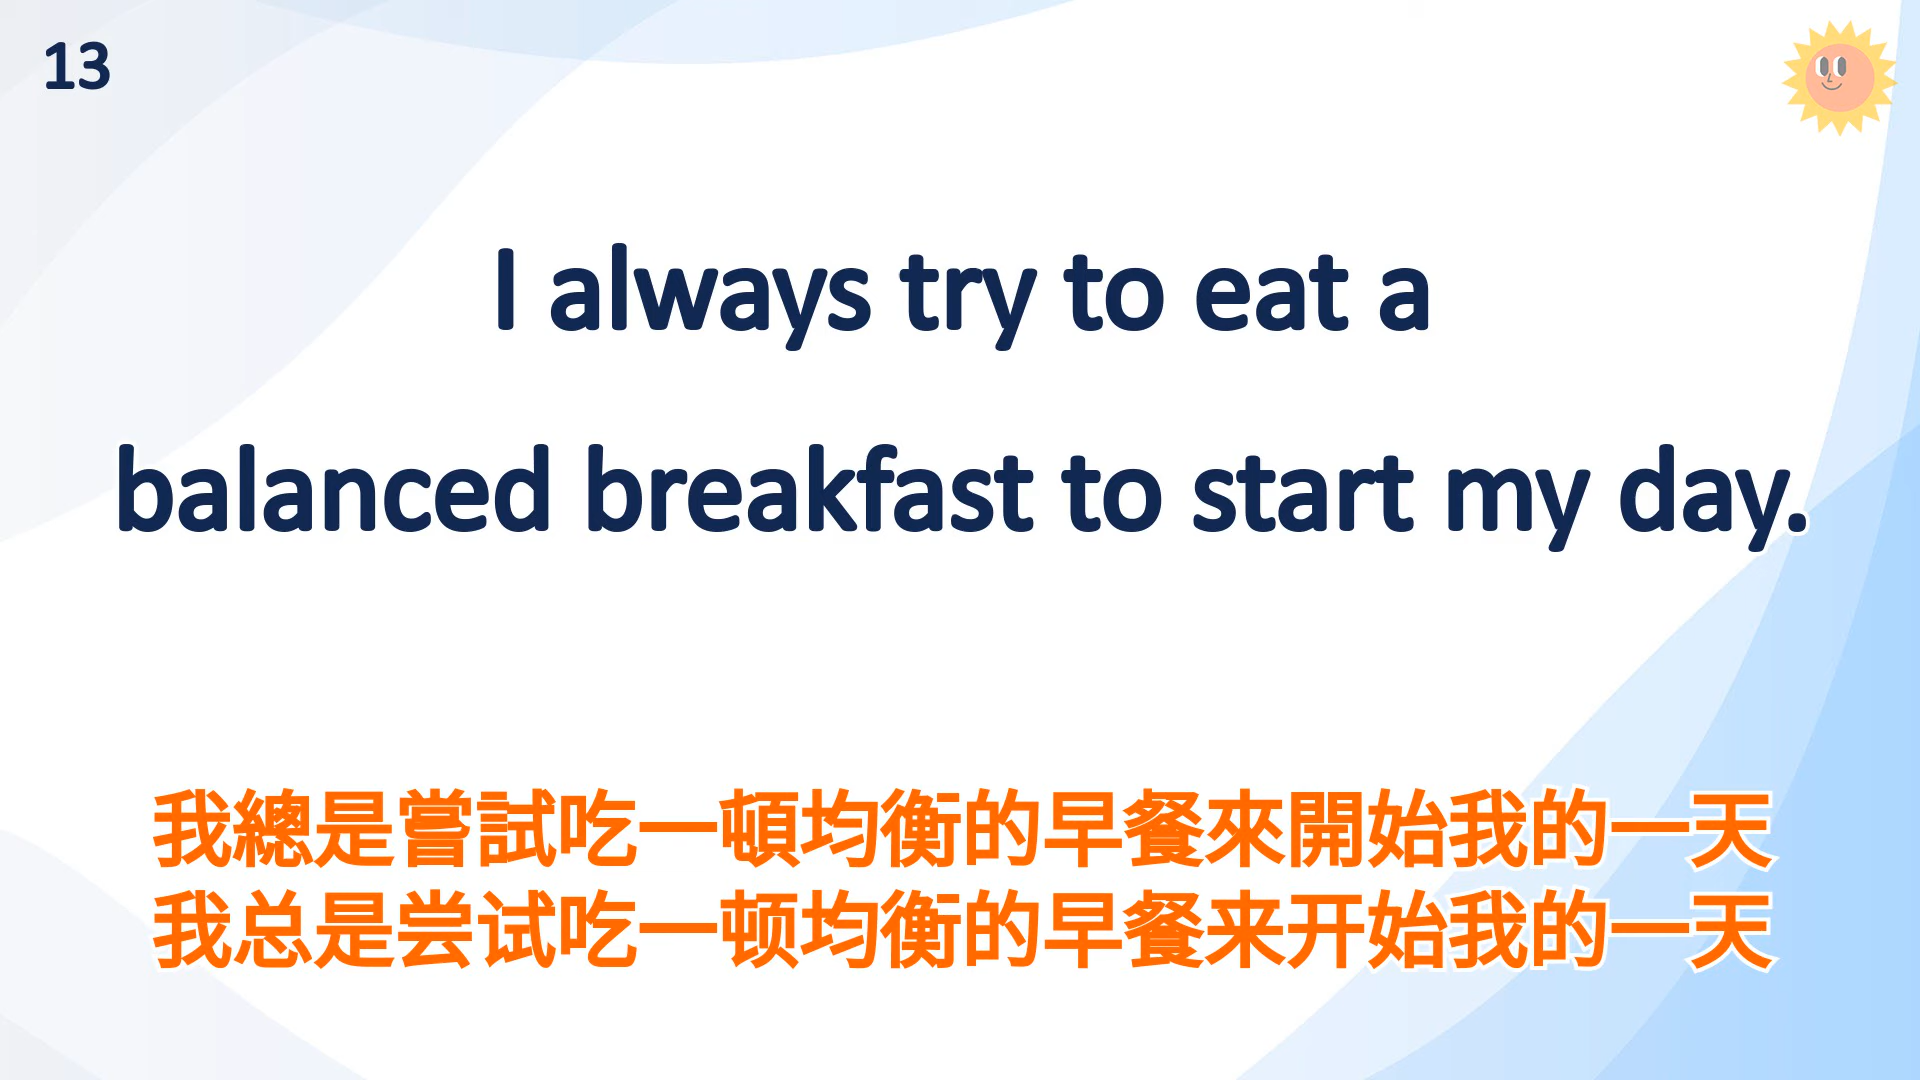 13
I always try to eat a
balanced breakfast to start my day.
我總是嘗試吃一頓均衡的早餐來開始我的一天
我总是尝试吃一顿均衡的早餐来开始我的一天